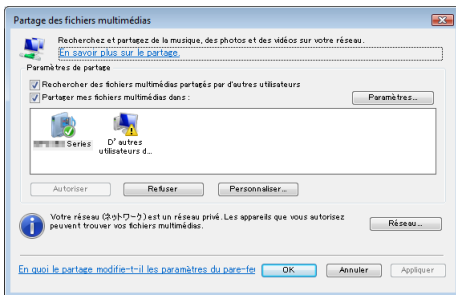 Partage des fichiers multimédias
Recherchez et partagez de la musique, des photos et des vidéos sur votre réseau.
En savoir plus sur le partage.
Paramètres de partage
Rechercher des fichiers multimédias partagés par d'autres utilisateurs
Partager mes fichiers multimédias dans :
Paramètres...
Series
D'autres
utilisateurs d...
Autoriser
Refuser
Personnaliser...
Votre réseau (ネットワーク) est un réseau privé. Les appareils que vous autorisez
peuvent trouver vos fichiers multimédias.
Réseau...
En quoi le partage modifie-t-il les paramètres du pare-fe
OK
Annuler
Appliquer